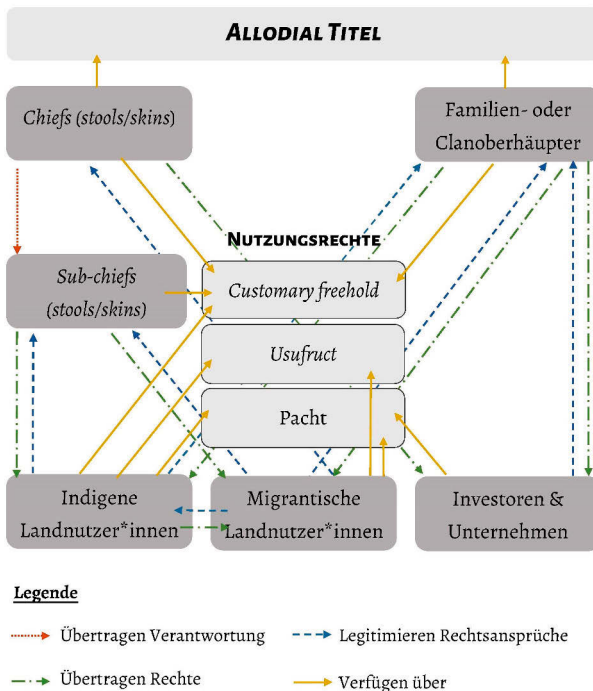 Allodial Titel
Chiefs (stools/skins)
Familien- oder
Clanoberhäupter
Nutzungsrechte
Sub-chiefs
(stools/skins)
Customary freehold
Usufruct
Pacht
Indigene
Landnutzer*innen
Migrantische
Landnutzer*innen
Investoren &
Unternehmen
Legende
Übertragen Verantwortung
Legitimieren Rechtsansprüche
Übertragen Rechte
Verfügen über